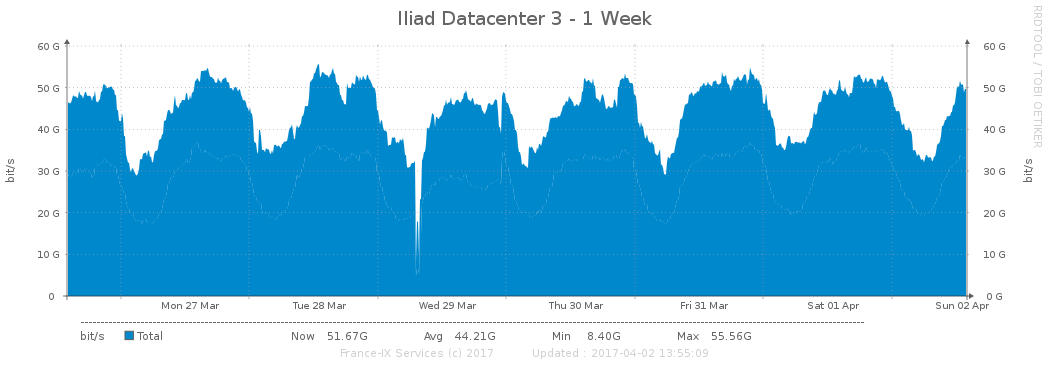 Iliad Datacenter 3 - 1 Week
RRDTOOL / TOBI OETIKER
60 G 60 G
50 G 50 G
40 G 40 G
30 G 30 G
20 G 20 G
10 G 10 G
0 0 G
bit/s bit/s
Mon 27 Mar Tue 28 Mar Wed 29 Mar Thu 30 Mar Fri 31 Mar Sat 01 Apr Sun 02 Apr
bit/s Total Now 51.67G Avg 44.21G Min 8.40G Max 55.56G
France-IX Services (c) 2017 Updated : 2017-04-02 13:55:09